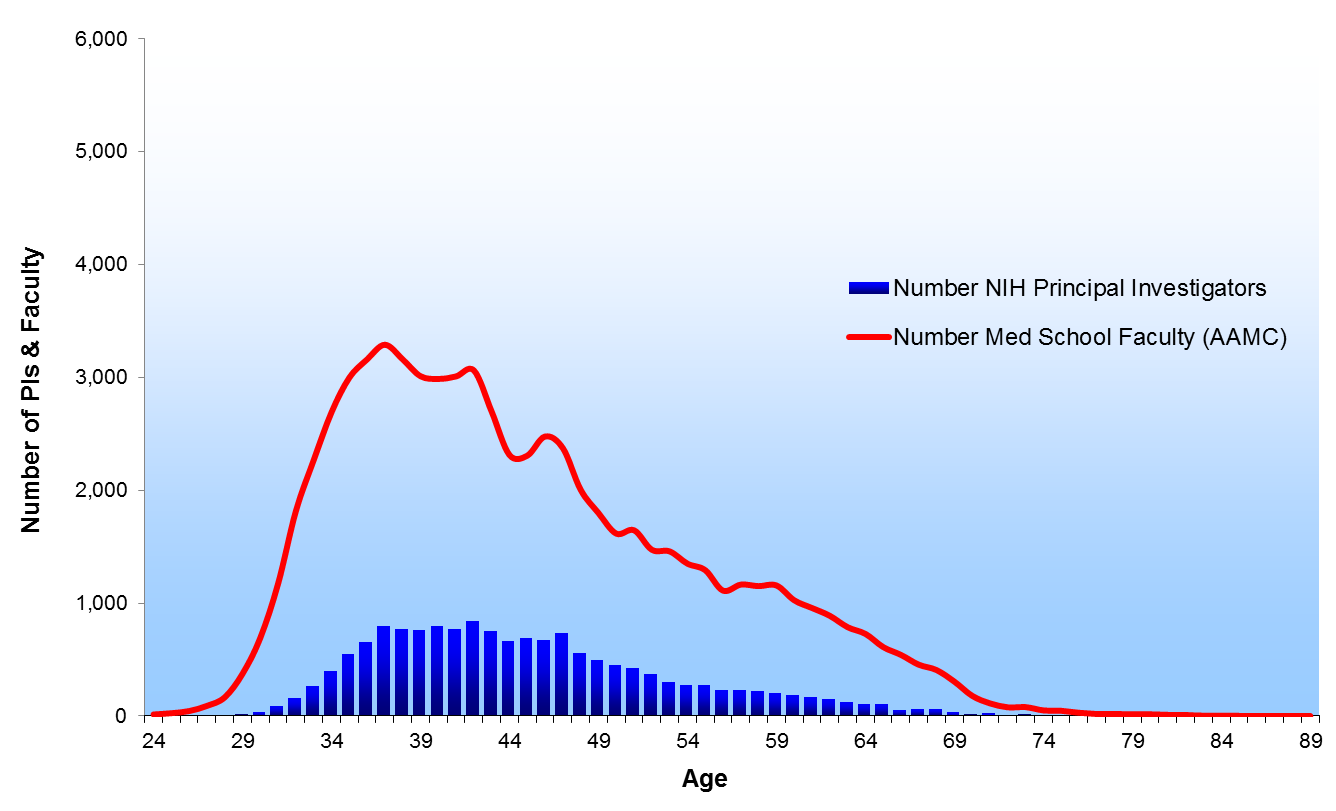 6,000
5,000
4,000
3,000
2,000
1,000
0
Number of PIs & Faculty
Number NIH Principal Investigators
Number Med School Faculty (AAMC)
24 29 34 39 44 49 54 59 64 69 74 79 84 89
Age